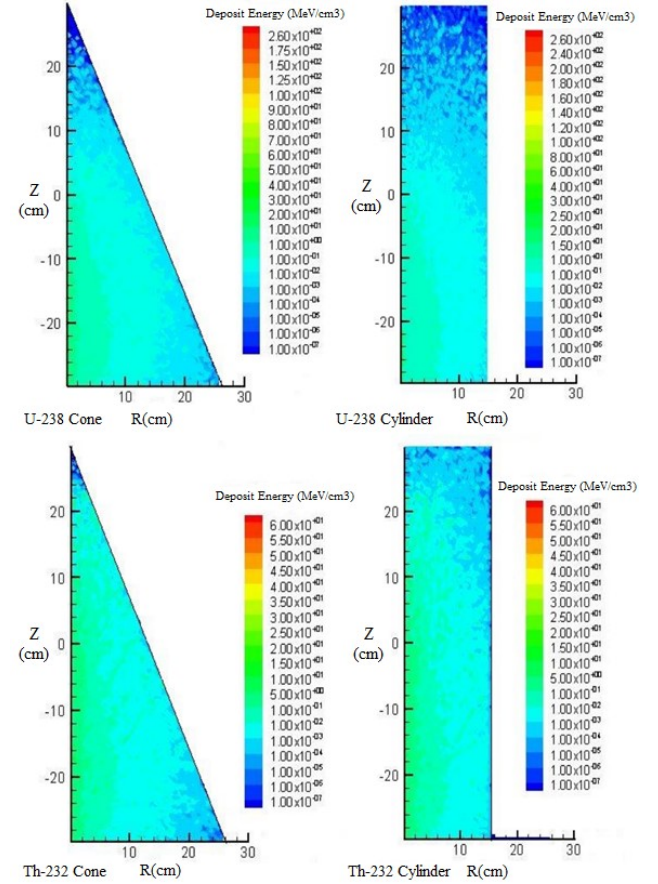 Deposit Energy (MeV/cm3)
2.60x10+02
1.75x10+02
1.50x10+02
1.25x10+02
1.00x10+02
9.00x10+01
7.00x10+01
6.00x10+01
4.00x10+01
3.00x10+01
2.00x10+01
1.00x10+01
1.00x10+00
1.00x10-01
1.00x10-02
1.00x10-03
1.00x10-04
1.00x10-05
1.00x10-06
1.00x10-07
20
10
0
-10
-20
Z
(cm)
10 20 30
U-238 Cone R(cm)
Deposit Energy (MeV/cm3)
2.60x10+02
2.40x10+02
1.80x10+02
1.60x10+02
1.40x10+02
1.20x10+02
1.00x10+02
8.00x10+01
6.00x10+01
4.00x10+01
3.00x10+01
2.50x10+01
2.00x10+01
1.50x10+01
1.00x10+01
1.00x10-01
1.00x10-02
1.00x10-03
1.00x10-04
1.00x10-05
1.00x10-06
1.00x10-07
20
10
0
-10
-20
Z
(cm)
10 20 30
U-238 Cylinder R(cm)
Deposit Energy (MeV/cm3)
6.00x10+01
5.50x10+01
5.00x10+01
4.50x10+01
4.00x10+01
3.50x10+01
3.00x10+01
2.50x10+01
2.00x10+01
1.50x10+01
1.00x10+01
5.00x10+00
1.00x10-01
1.00x10-02
1.00x10-03
1.00x10-04
1.00x10-05
1.00x10-06
1.00x10-07
20
10
0
-10
-20
Z
(cm)
10 20 30
Th-232 Cone R(cm)
Deposit Energy (MeV/cm3)
6.00x10+01
5.50x10+01
5.00x10+01
4.50x10+01
4.00x10+01
3.50x10+01
3.00x10+01
2.50x10+01
2.00x10+01
1.50x10+01
1.00x10+01
5.00x10+00
1.00x10-01
1.00x10-02
1.00x10-03
1.00x10-04
1.00x10-05
1.00x10-06
1.00x10-07
20
10
0
-10
-20
Z
(cm)
10 20 30
Th-232 Cylinder R(cm)